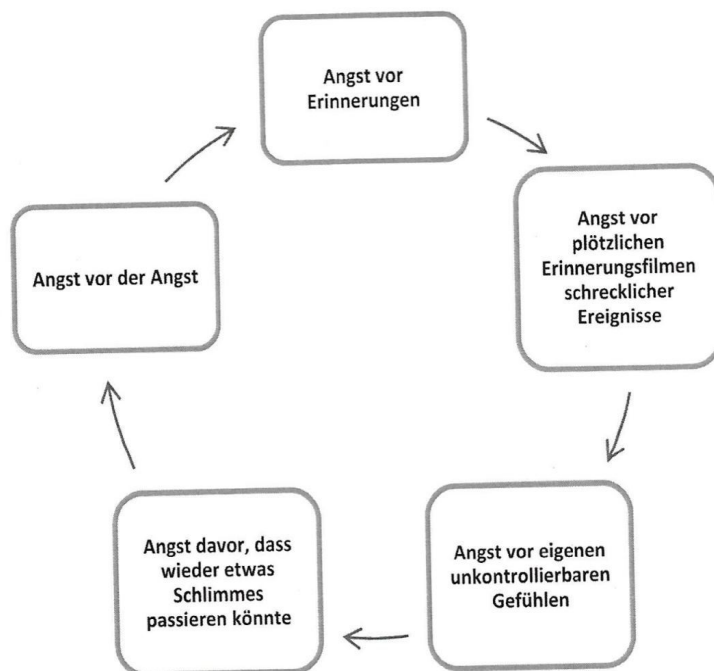 Angst vor
Erinnerungen
Angst vor
plötzlichen
Erinnerungsfilmen
schrecklicher
Ereignisse
Angst vor eigenen
unkontrollierbaren
Gefühlen
Angst davor, dass
wieder etwas
Schlimmes
passieren könnte
Angst vor der Angst